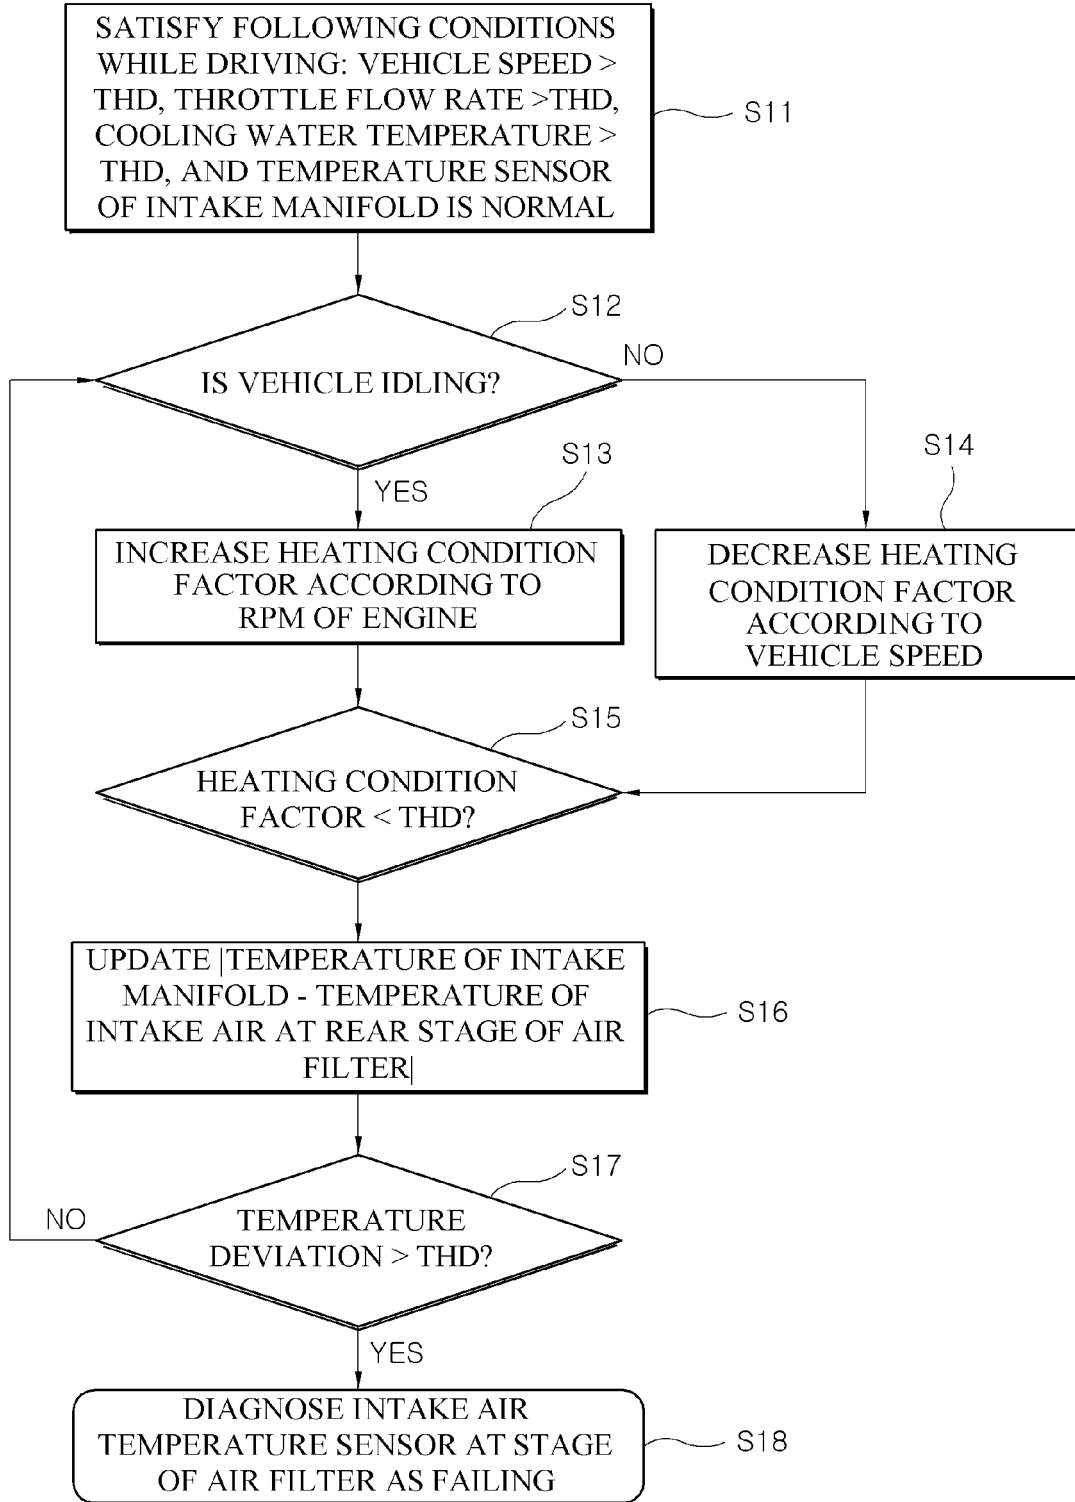 SATISFY FOLLOWING CONDITIONS
WHILE DRIVING: VEHICLE SPEED >
THD, THROTTLE FLOW RATE >THD,
COOLING WATER TEMPERATURE >
THD, AND TEMPERATURE SENSOR
OF INTAKE MANIFOLD IS NORMAL
S11
S12
IS VEHICLE IDLING?
NO
YES
S13
INCREASE HEATING CONDITION
FACTOR ACCORDING TO
RPM OF ENGINE
S14
DECREASE HEATING
CONDITION FACTOR
ACCORDING TO
VEHICLE SPEED
S15
HEATING CONDITION
FACTOR < THD?
UPDATE |TEMPERATURE OF INTAKE
MANIFOLD - TEMPERATURE OF
INTAKE AIR AT REAR STAGE OF AIR
FILTER|
S16
S17
TEMPERATURE
DEVIATION > THD?
NO
YES
DIAGNOSE INTAKE AIR
TEMPERATURE SENSOR AT STAGE
OF AIR FILTER AS FAILING
S18